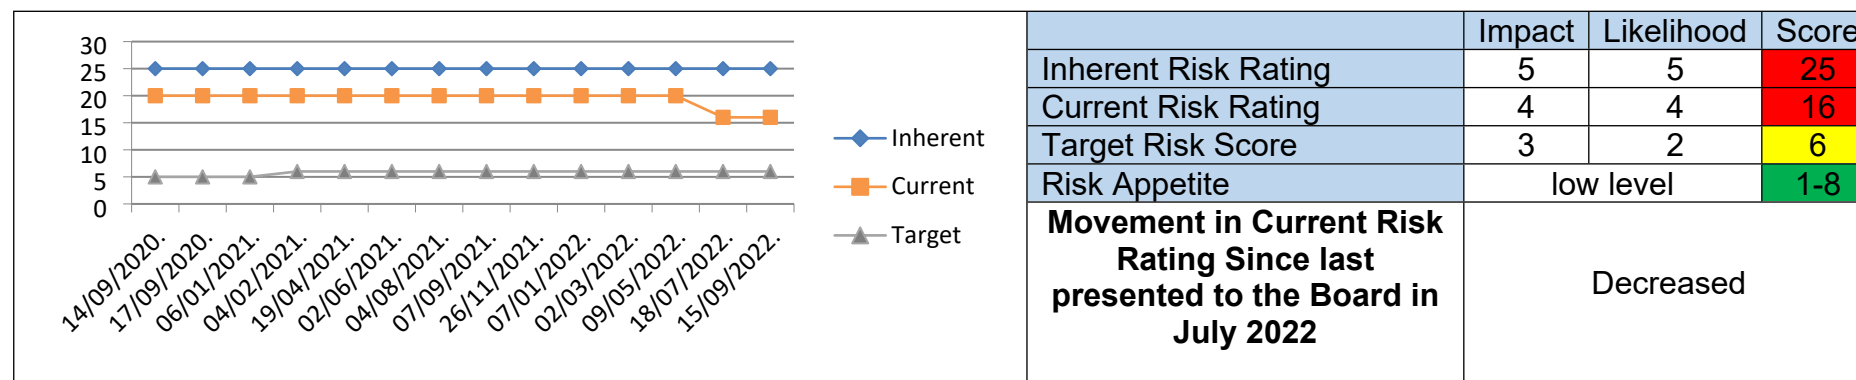 30
25
20
15
10
5
0
14/09/2020.
17/09/2020.
06/01/2021.
04/02/2021.
19/04/2021.
02/06/2021.
04/08/2021.
07/09/2021.
26/11/2021.
07/01/2022.
02/03/2022.
09/05/2022.
18/07/2022.
15/09/2022.
Inherent
Current
Target
Impact Likelihood Score
Inherent Risk Rating 5 5 25
Current Risk Rating 4 4 16
Target Risk Score 3 2 6
Risk Appetite low level 1-8
Movement in Current Risk
Rating Since last
presented to the Board in
July 2022
Decreased